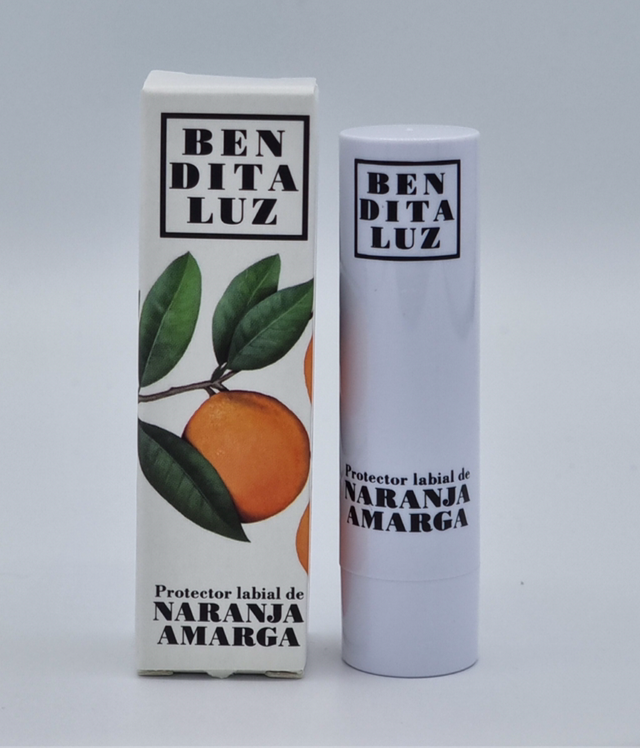 BEN
DITA
LUZ
Protector labial de
NARANJA
AMARGA
BEN
DITA
LUZ
Protector labial de
NARANJA
AMARGA